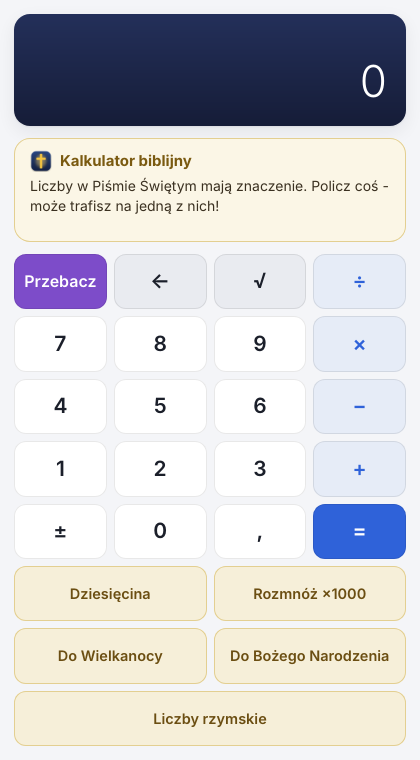 0
Kalkulator biblijny
Liczby w Piśmie Świętym mają znaczenie. Policz coś -
może trafisz na jedną z nich!
Przebacz ← √ ÷
7 8 9 ×
4 5 6 −
1 2 3 +
± 0 , =
Dziesięcina Rozmnóż ×1000
Do Wielkanocy Do Bożego Narodzenia
Liczby rzymskie